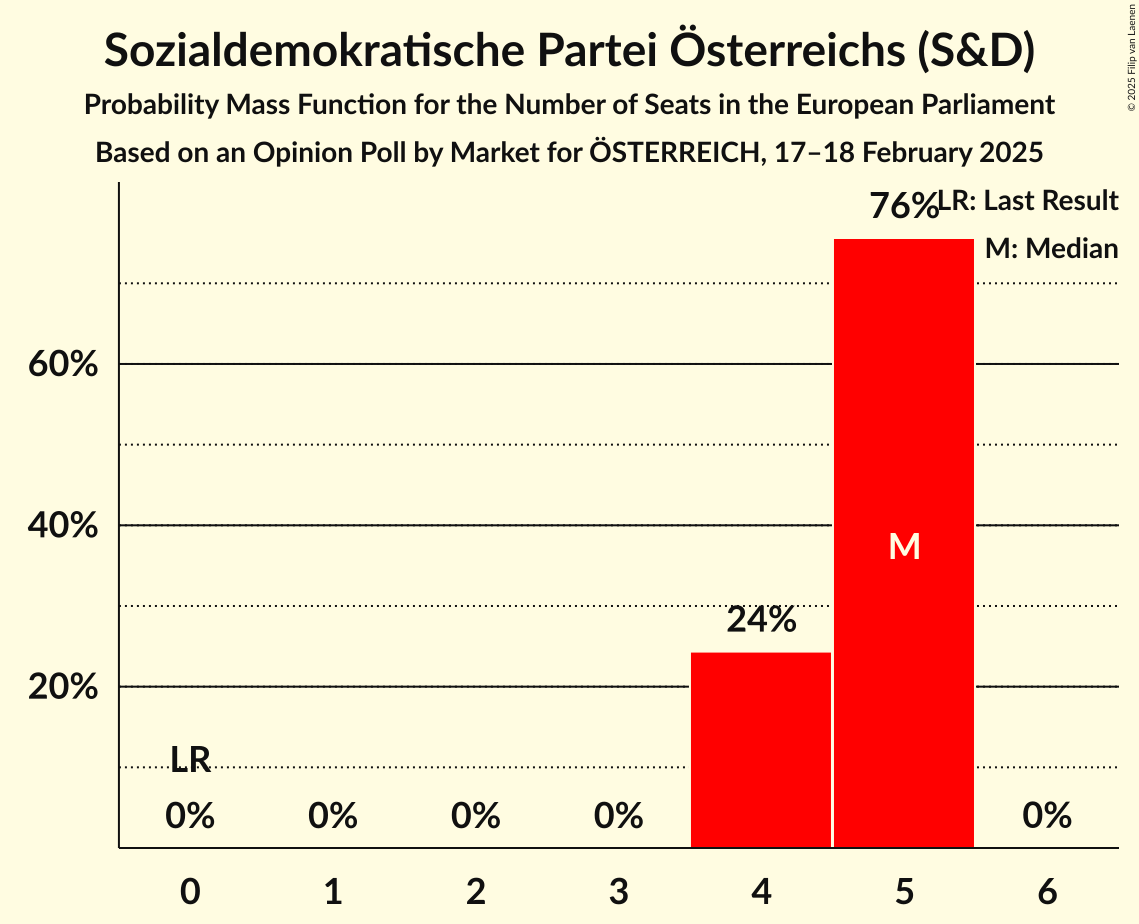 Sozialdemokratische Partei Österreichs (S&D)
Probability Mass Function for the Number of Seats in the European Parliament
Based on an Opinion Poll by Market for ÖSTERREICH, 17–18 February 2025
© 2025 Filip van Laenen
LR: Last Result
M: Median
76%
60%
40%
M
24%
20%
LR
0% 0% 0% 0% 0%
0 1 2 3 4 5 6